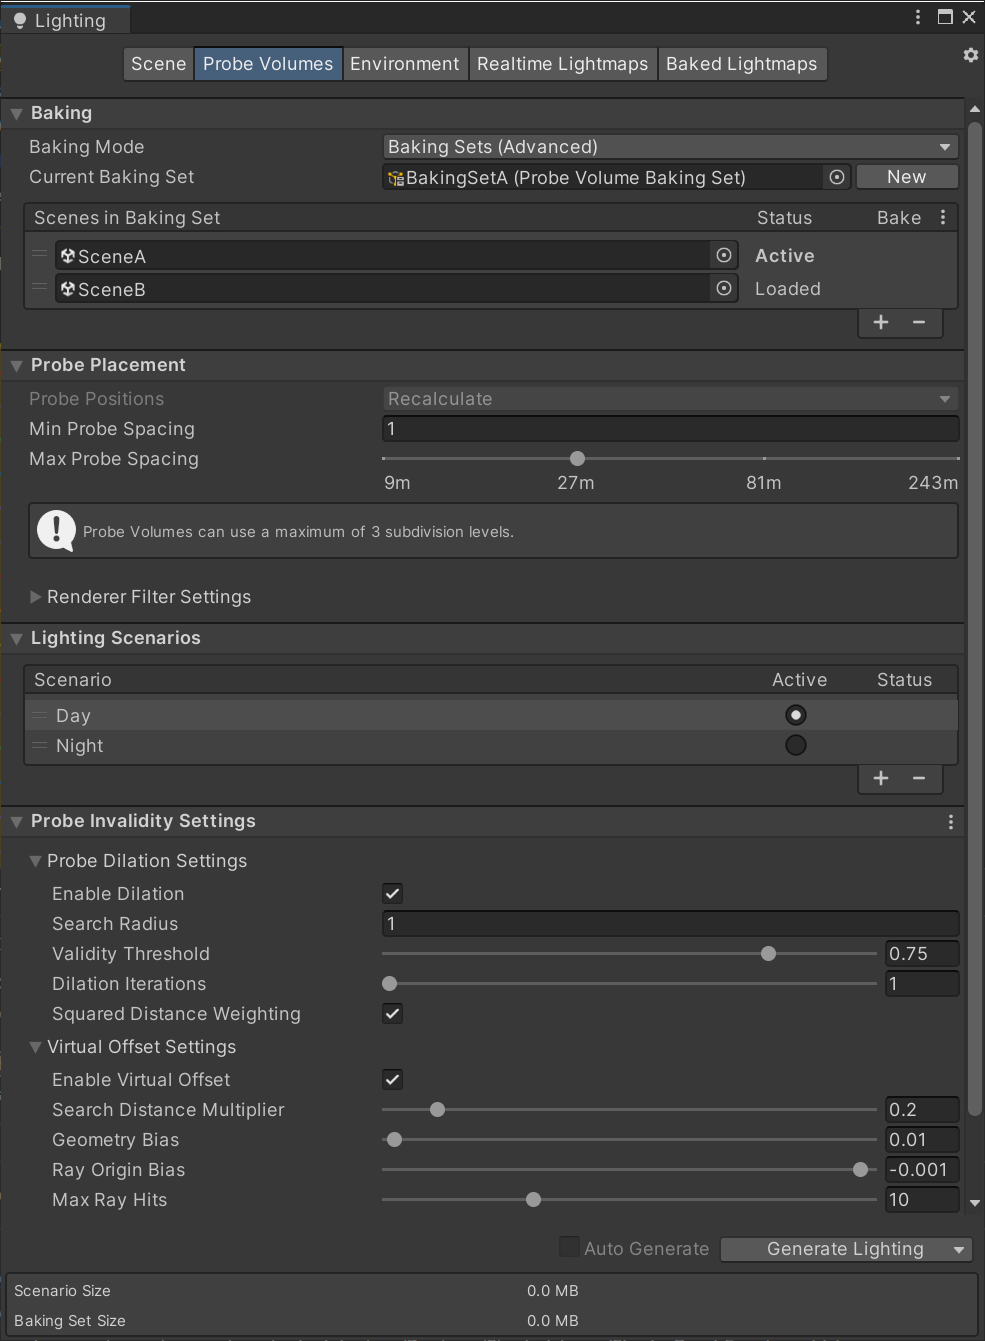 Lighting
Scene Probe Volumes Environment Realtime Lightmaps Baked Lightmaps
Baking
Baking Mode Baking Sets (Advanced)
Current Baking Set BakingSetA (Probe Volume Baking Set) New
Scenes in Baking Set Status Bake
SceneA Active
SceneB Loaded
+ −
Probe Placement
Probe Positions Recalculate
Min Probe Spacing 1
Max Probe Spacing
9m 27m 81m 243m
Probe Volumes can use a maximum of 3 subdivision levels.
Renderer Filter Settings
Lighting Scenarios
Scenario Active Status
Day
Night
+ −
Probe Invalidity Settings
Probe Dilation Settings
Enable Dilation
Search Radius 1
Validity Threshold 0.75
Dilation Iterations 1
Squared Distance Weighting
Virtual Offset Settings
Enable Virtual Offset
Search Distance Multiplier 0.2
Geometry Bias 0.01
Ray Origin Bias -0.001
Max Ray Hits 10
Auto Generate Generate Lighting
Scenario Size 0.0 MB
Baking Set Size 0.0 MB